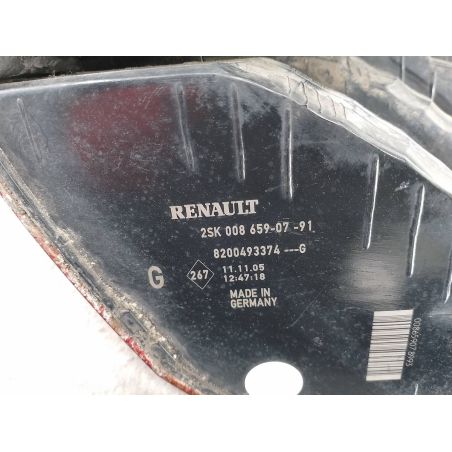 RENAULT
2SK 008 659-07 -91
8200493374 ---G
G 267 11.11.05
12:47:18
MADE IN
GERMANY